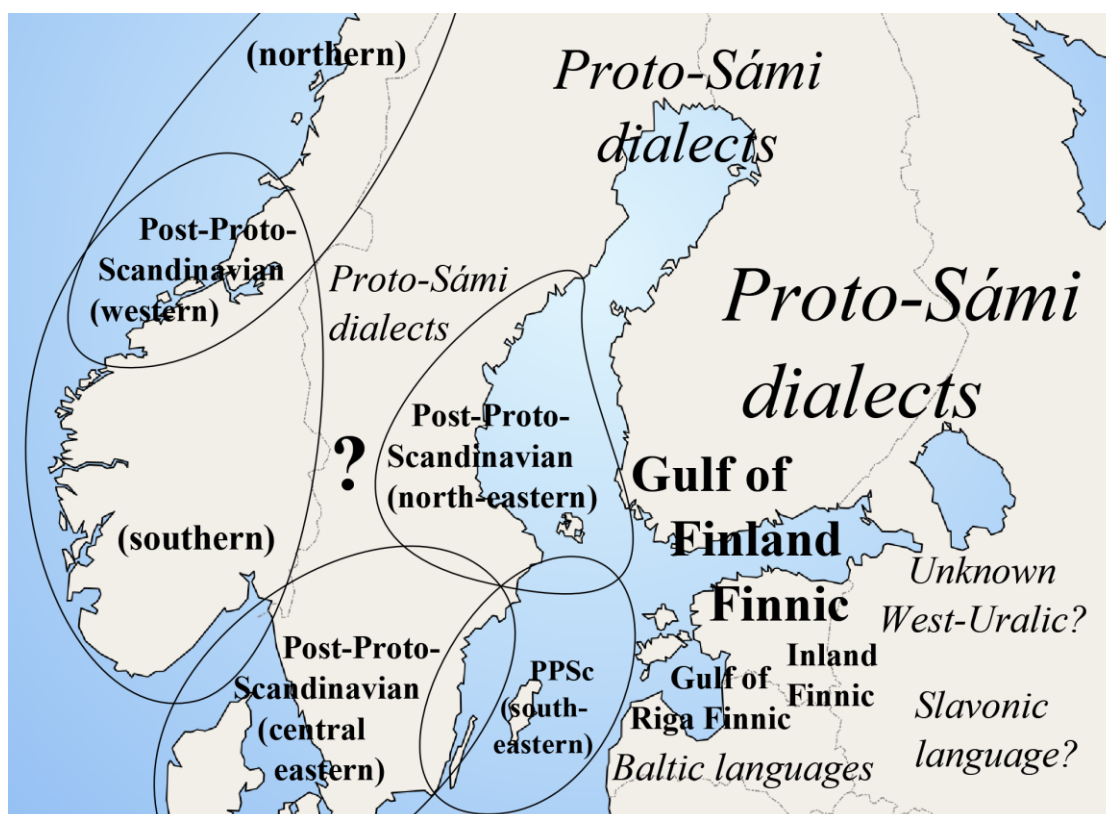 (northern)
Proto-Sámi
dialects
Post-Proto-
Scandinavian
(western)
Proto-Sámi
dialects
Proto-Sámi
dialects
?
Post-Proto-
Scandinavian
(north-eastern)
Gulf of
Finland
Finnic
(southern)
Unknown
West-Uralic?
Post-Proto-
Scandinavian
(central
eastern)
PPSc
(south-
eastern)
Gulf of
Riga Finnic
Inland
Finnic
Baltic languages
Slavonic
language?